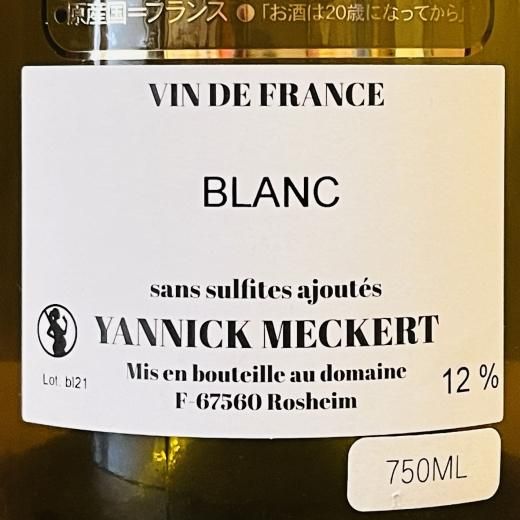 原産国=フランス ● 「お酒は20歳になってから」
VIN DE FRANCE
BLANC
sans sulfites ajoutés
YANNICK MECKERT
Mis en bouteille au domaine
F-67560 Rosheim
Lot. bl21
12 %
750ML